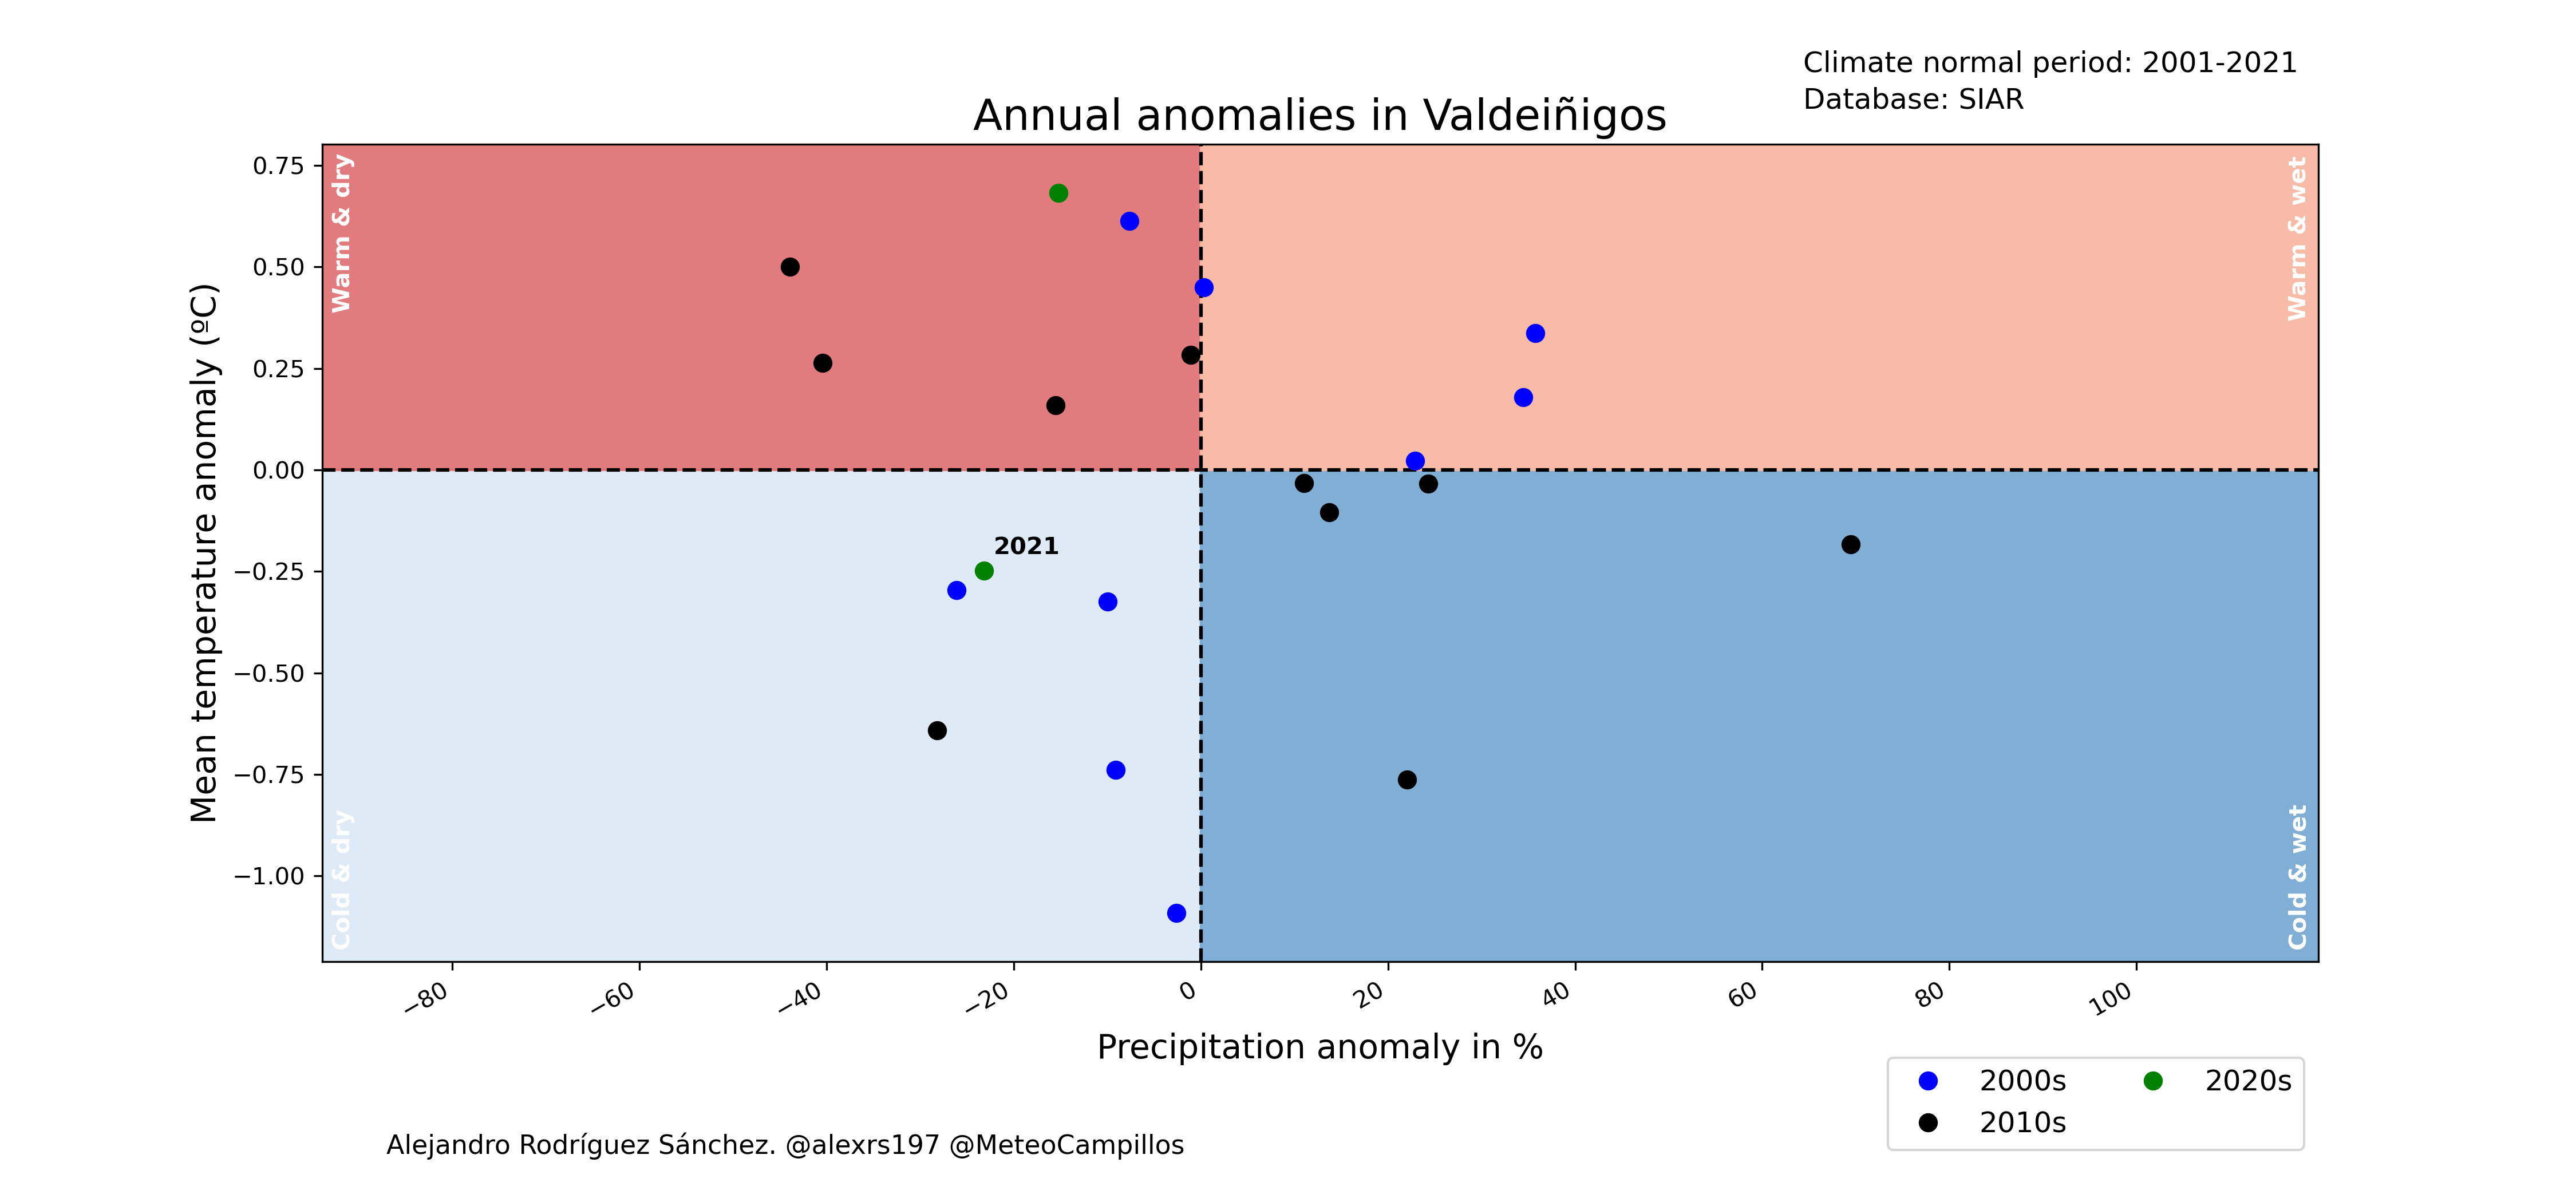 Climate normal period: 2001-2021
Database: SIAR
Annual anomalies in Valdeiñigos
Mean temperature anomaly (ºC)
0.75
0.50
0.25
0.00
−0.25
−0.50
−0.75
−1.00
Warm & dry
Warm & wet
2021
Cold & dry
Cold & wet
−80
−60
−40
−20
0
20
40
60
80
100
Precipitation anomaly in %
2000s
2010s
2020s
Alejandro Rodríguez Sánchez. @alexrs197 @MeteoCampillos